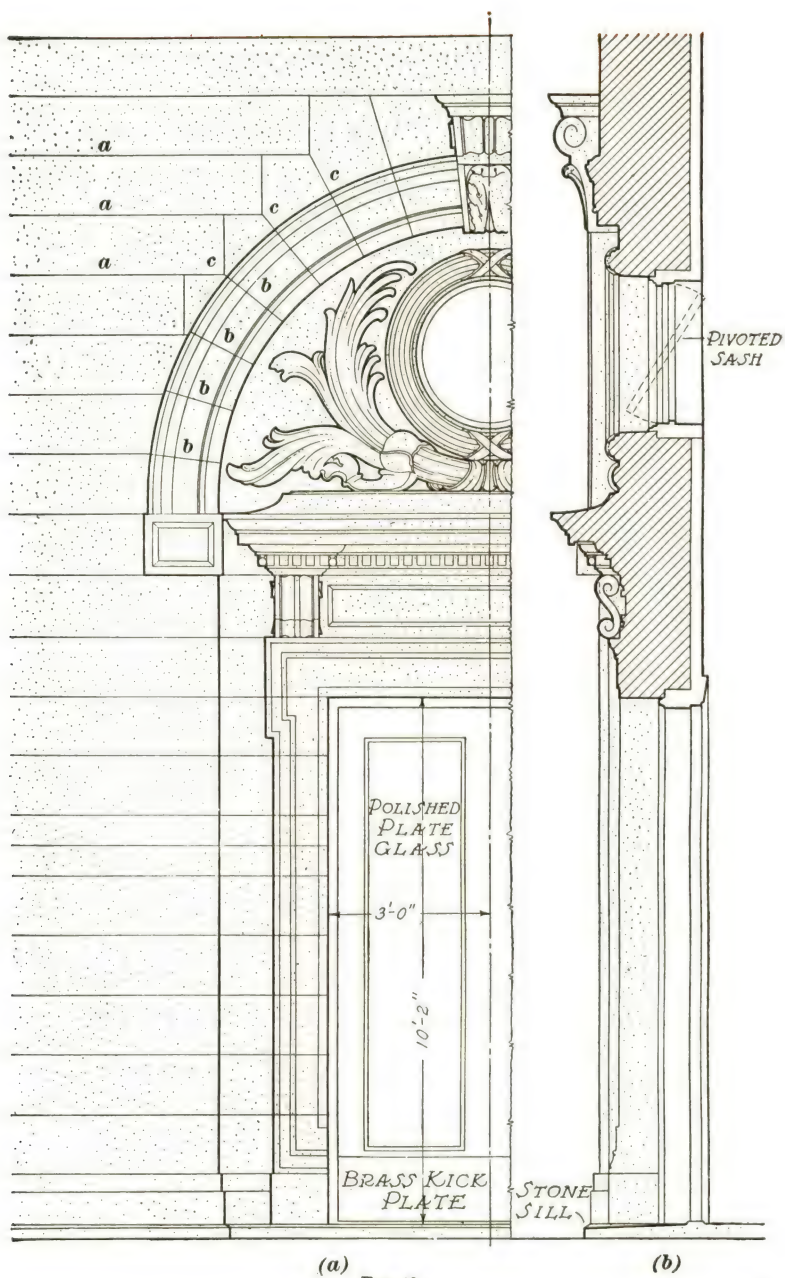 a
c
a
c
a
c
b
b
b
b
PIVOTED
SASH
POLISHED
PLATE
GLASS
3'-0"
10'-2"
BRASS KICK
PLATE
STONE
SILL
(a)
(b)